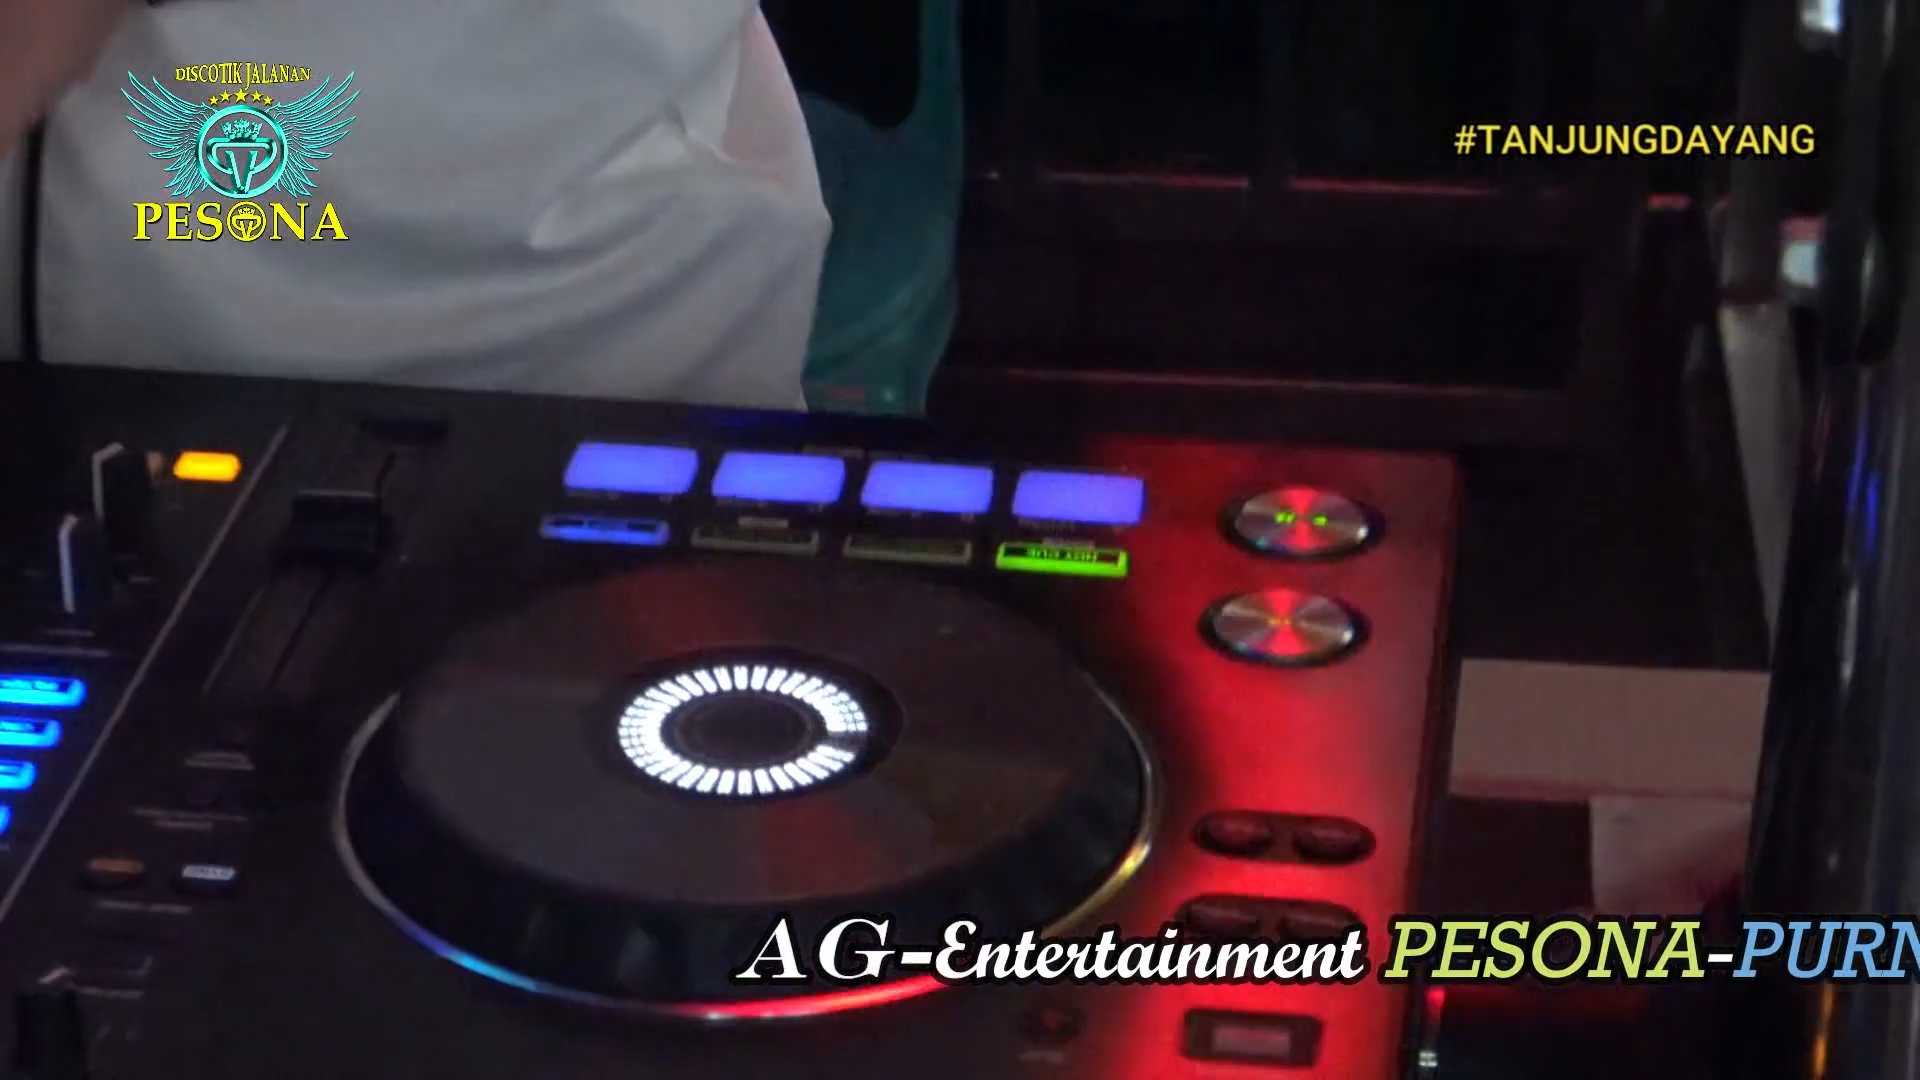 DISCOTIK JALANAN
PESONA
#TANJUNGDAYANG
AG-Entertainment PESONA-PURN